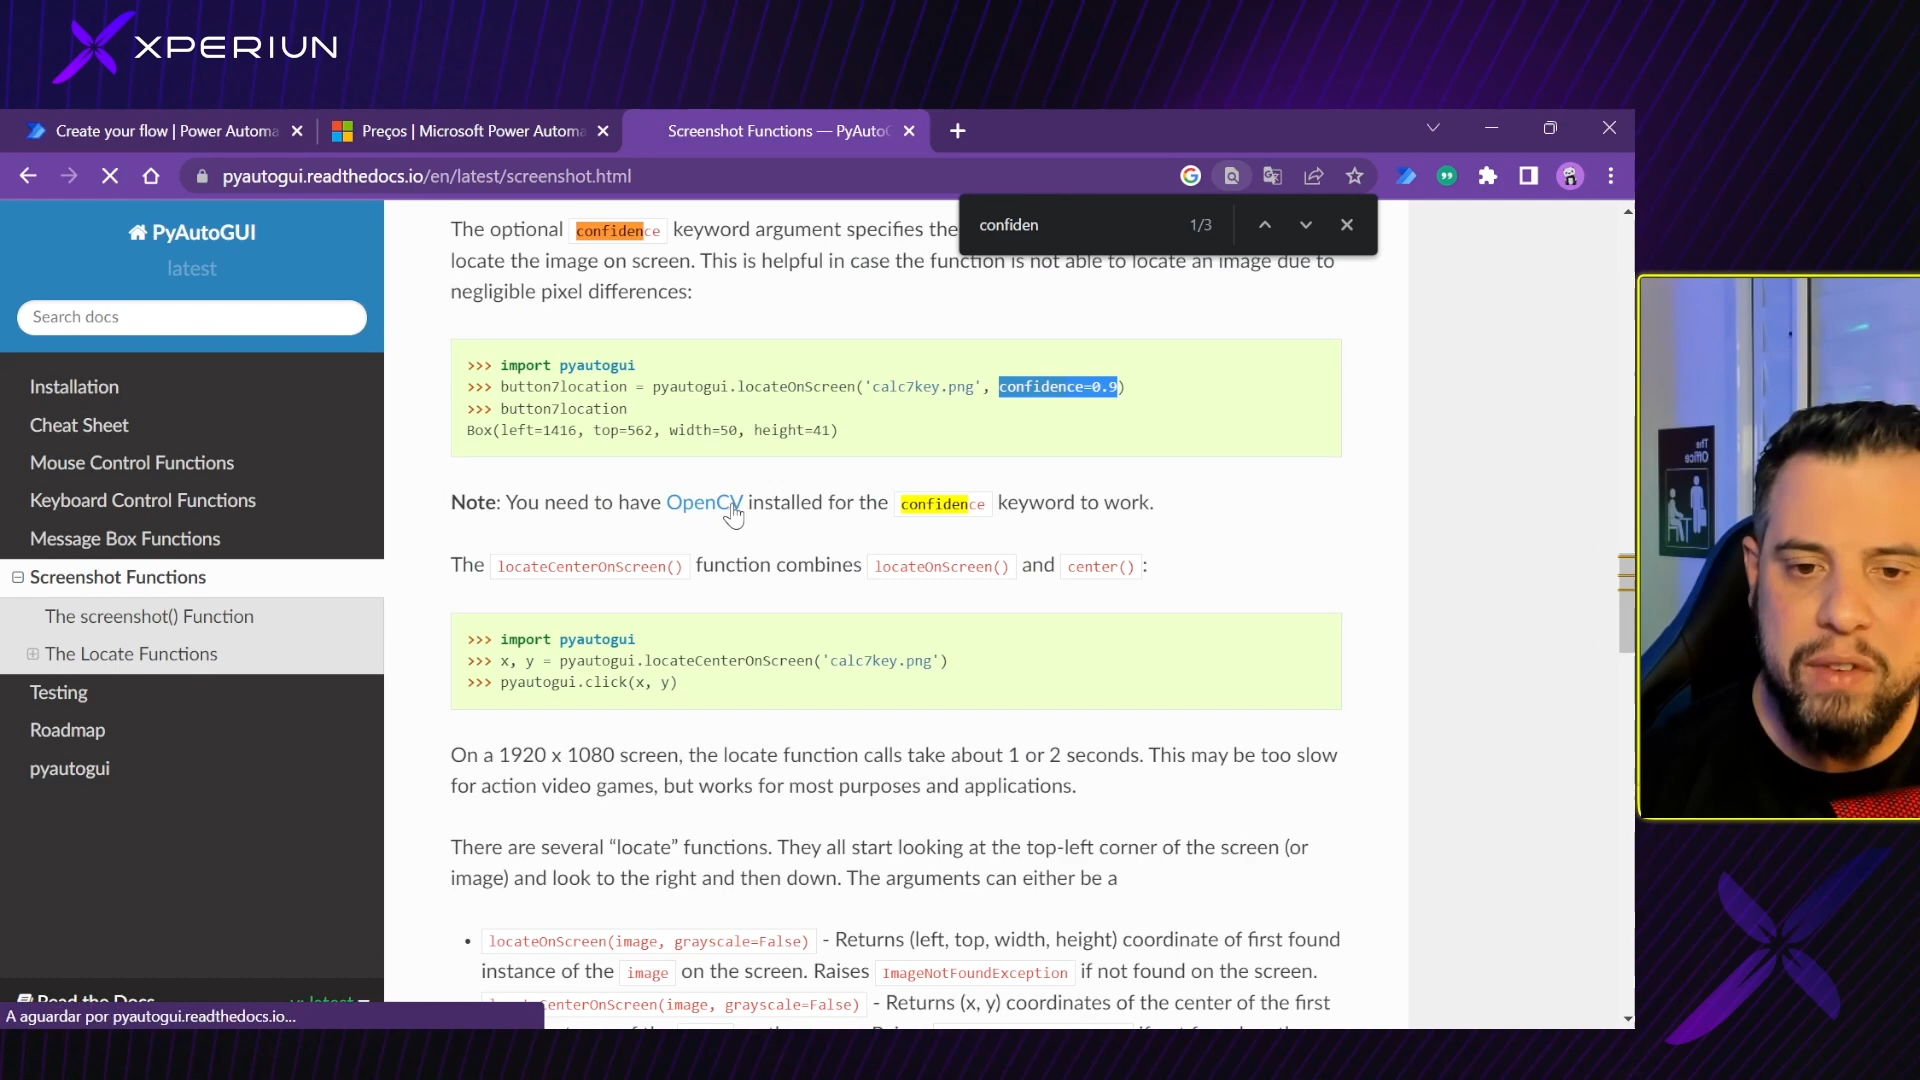 XPERIUN
Create your flow | Power Automa
Preços | Microsoft Power Automa
Screenshot Functions — PyAutoG
pyautogui.readthedocs.io/en/latest/screenshot.html
confiden 1/3
PyAutoGUI
latest
Search docs
Installation
Cheat Sheet
Mouse Control Functions
Keyboard Control Functions
Message Box Functions
Screenshot Functions
The screenshot() Function
The Locate Functions
Testing
Roadmap
pyautogui
Read the Docs v: latest
A aguardar por pyautogui.readthedocs.io...
The optional confidence keyword argument specifies the
locate the image on screen. This is helpful in case the function is not able to locate an image due to
negligible pixel differences:
>>> import pyautogui
>>> button7location = pyautogui.locateOnScreen('calc7key.png', confidence=0.9)
>>> button7location
Box(left=1416, top=562, width=50, height=41)
Note: You need to have OpenCV installed for the confidence keyword to work.
The locateCenterOnScreen() function combines locateOnScreen() and center() :
>>> import pyautogui
>>> x, y = pyautogui.locateCenterOnScreen('calc7key.png')
>>> pyautogui.click(x, y)
On a 1920 x 1080 screen, the locate function calls take about 1 or 2 seconds. This may be too slow
for action video games, but works for most purposes and applications.
There are several “locate” functions. They all start looking at the top-left corner of the screen (or
image) and look to the right and then down. The arguments can either be a
• locateOnScreen(image, grayscale=False) - Returns (left, top, width, height) coordinate of first found
instance of the image on the screen. Raises ImageNotFoundException if not found on the screen.
CenterOnScreen(image, grayscale=False) - Returns (x, y) coordinates of the center of the first
The
Office